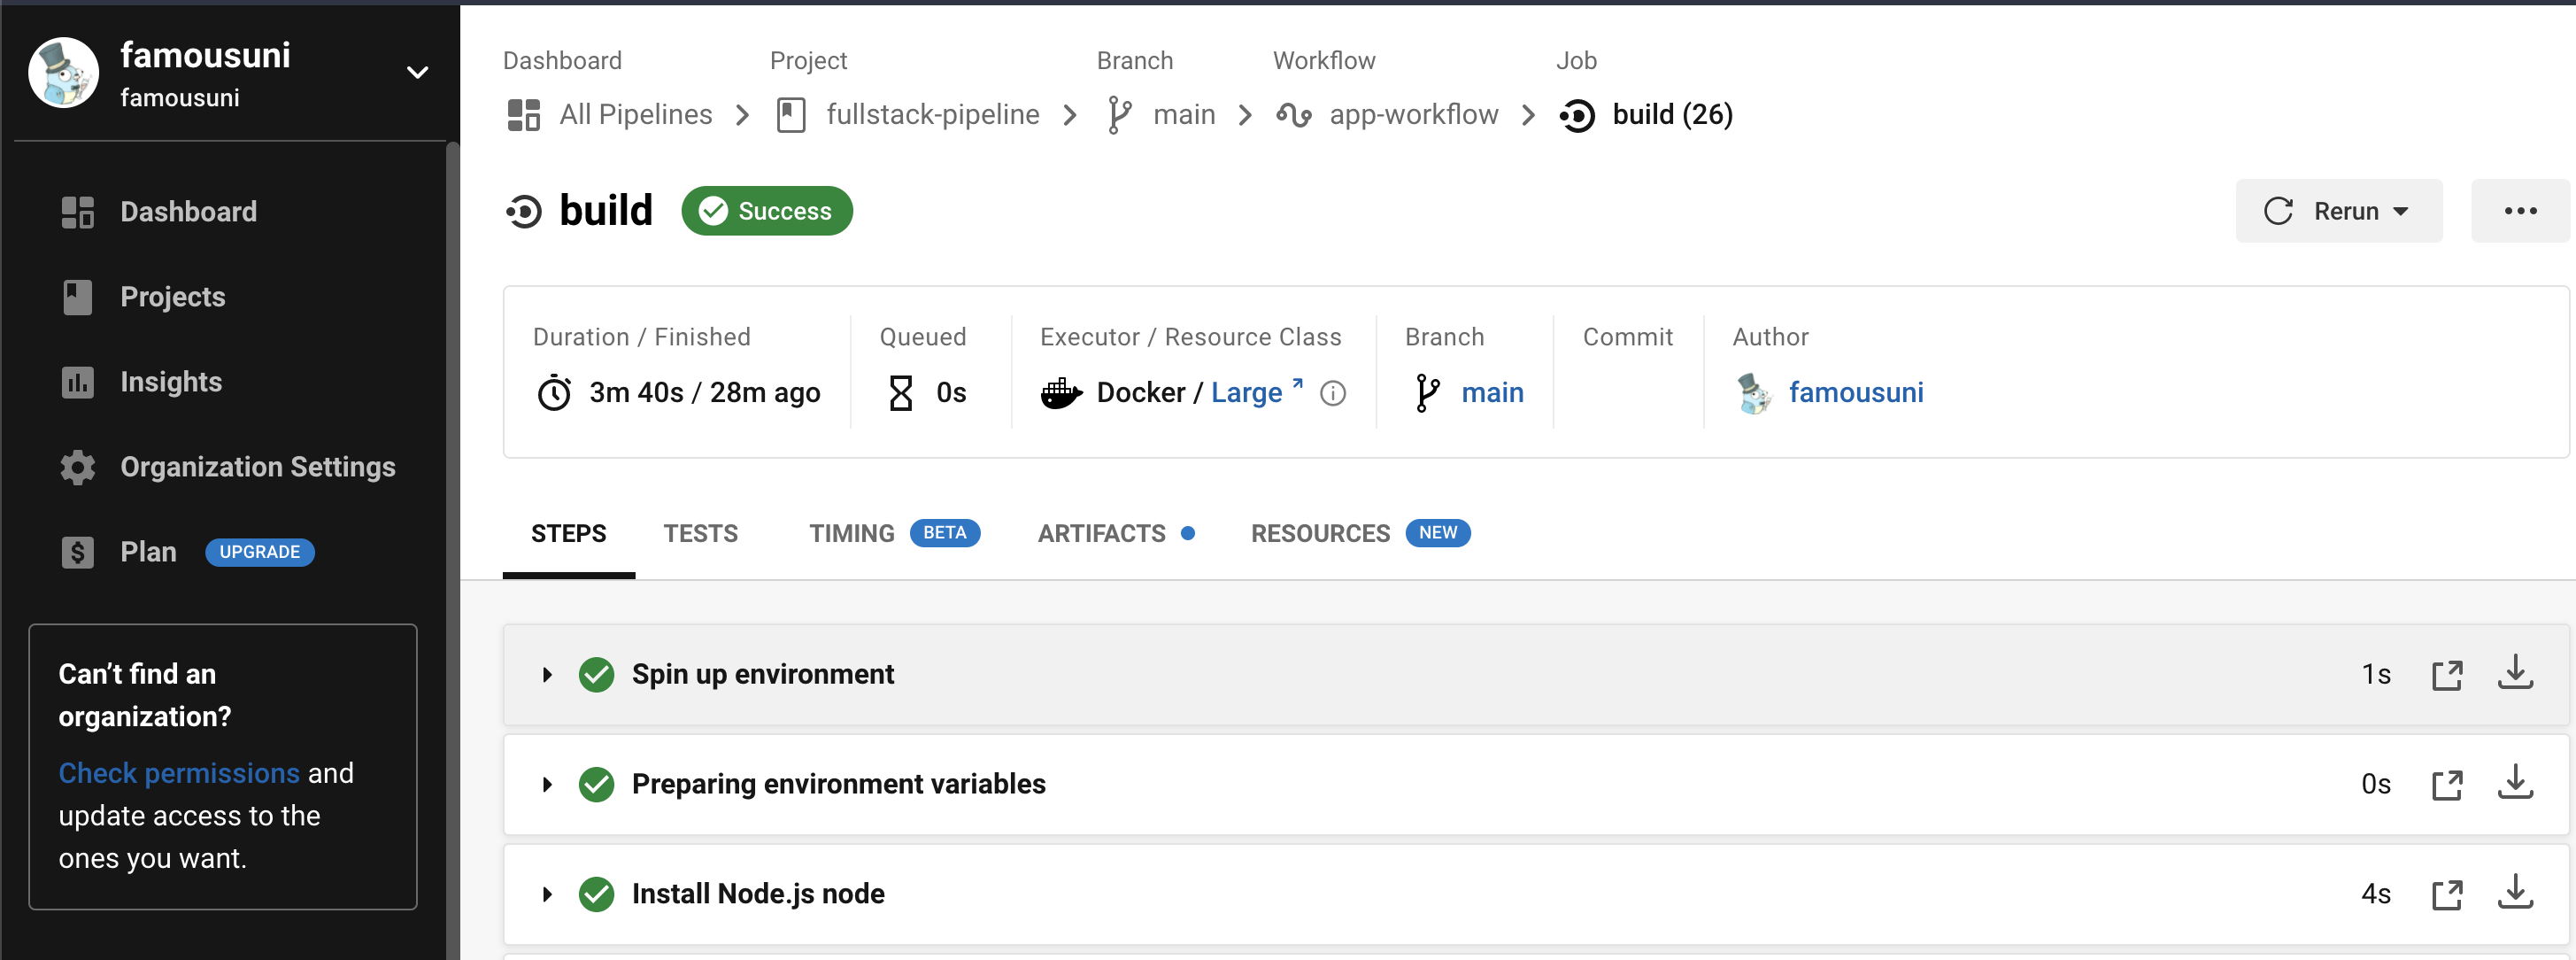 famousuni
famousuni
Dashboard
Projects
Insights
Organization Settings
Plan UPGRADE
Can’t find an
organization?
Check permissions and
update access to the
ones you want.
Dashboard Project Branch Workflow Job
All Pipelines fullstack-pipeline main app-workflow build (26)
build Success Rerun
Duration / Finished Queued Executor / Resource Class Branch Commit Author
3m 40s / 28m ago 0s Docker / Large main famousuni
STEPS TESTS TIMING BETA ARTIFACTS RESOURCES NEW
Spin up environment 1s
Preparing environment variables 0s
Install Node.js node 4s